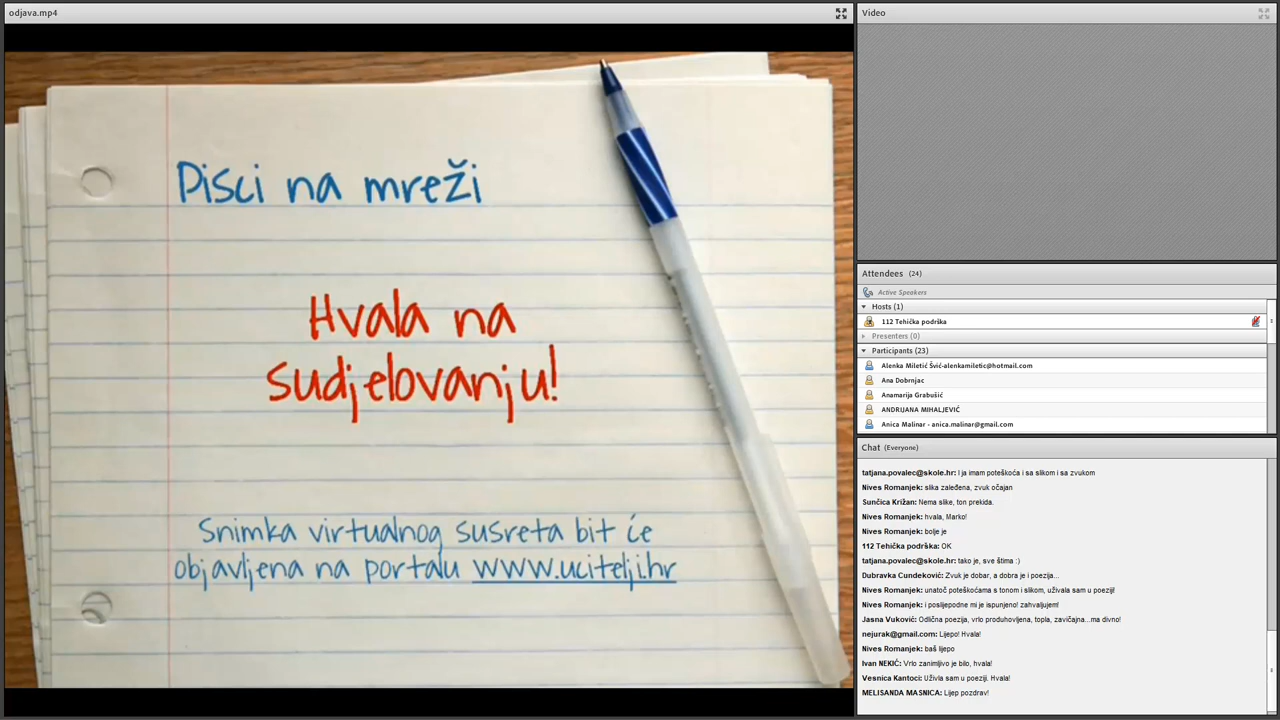 odjava.mp4
Pisci na mreži
Hvala na
sudjelovanju!
Snimka virtualnog susreta bit će
objavljena na portalu www.ucitelji.hr
Video
Attendees (24)
Active Speakers
Hosts (1)
112 Tehička podrška
Presenters (0)
Participants (23)
Alenka Miletić Švić-alenkamiletic@hotmail.com
Ana Dobrnjac
Anamarija Grabušić
ANDRIJANA MIHALJEVIĆ
Anica Malinar - anica.malinar@gmail.com
Chat (Everyone)
tatjana.povalec@skole.hr: I ja imam poteškoća i sa slikom i sa zvukom
Nives Romanjek: slika zaleđena, zvuk očajan
Sunčica Križan: Nema slike, ton prekida.
Nives Romanjek: hvala, Marko!
Nives Romanjek: bolje je
112 Tehička podrška: OK
tatjana.povalec@skole.hr: tako je, sve štima :)
Dubravka Cundeković: Zvuk je dobar, a dobra je i poezija...
Nives Romanjek: unatoč poteškoćama s tonom i slikom, uživala sam u poeziji!
Nives Romanjek: i poslijepodne mi je ispunjeno! zahvaljujem!
Jasna Vuković: Odlična poezija, vrlo produhovljena, topla, zavičajna...ma divno!
nejurak@gmail.com: Lijepo! Hvala!
Nives Romanjek: baš lijepo
Ivan NEKIĆ: Vrlo zanimljivo je bilo, hvala!
Vesnica Kantoci: Uživla sam u poeziji. Hvala!
MELISANDA MASNICA: Lijep pozdrav!